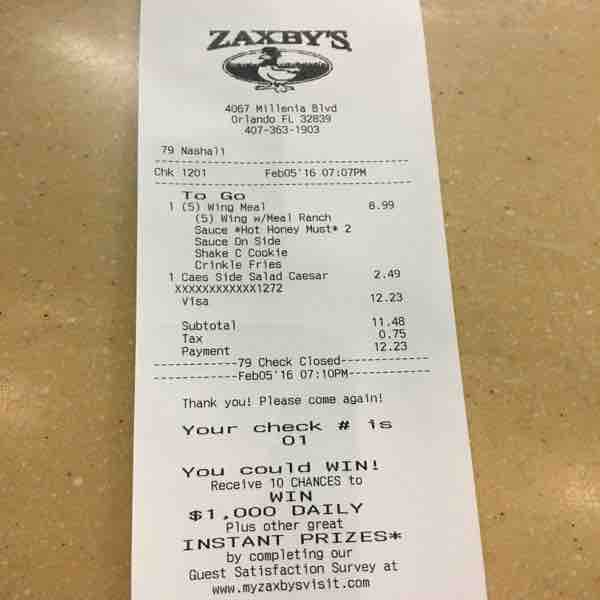 ZAXBY'S
4067 Millenia Blvd
Orlando FL 32839
407-363-1903
79 Nashali
Chk 1201 Feb05'16 07:07PM
To Go
1 (5) Wing Meal 8.99
(5) Wing w/Meal Ranch
Sauce *Hot Honey Must* 2
Sauce On Side
Shake C Cookie
Crinkle Fries
1 Caes Side Salad Caesar 2.49
XXXXXXXXXXXX1272
Visa 12.23
Subtotal 11.48
Tax 0.75
Payment 12.23
------------79 Check Closed------------
------------Feb05'16 07:10PM------------
Thank you! Please come again!
Your check # is
01
You could WIN!
Receive 10 CHANCES to
WIN
$1,000 DAILY
Plus other great
INSTANT PRIZES*
by completing our
Guest Satisfaction Survey at
www.myzaxbysvisit.com